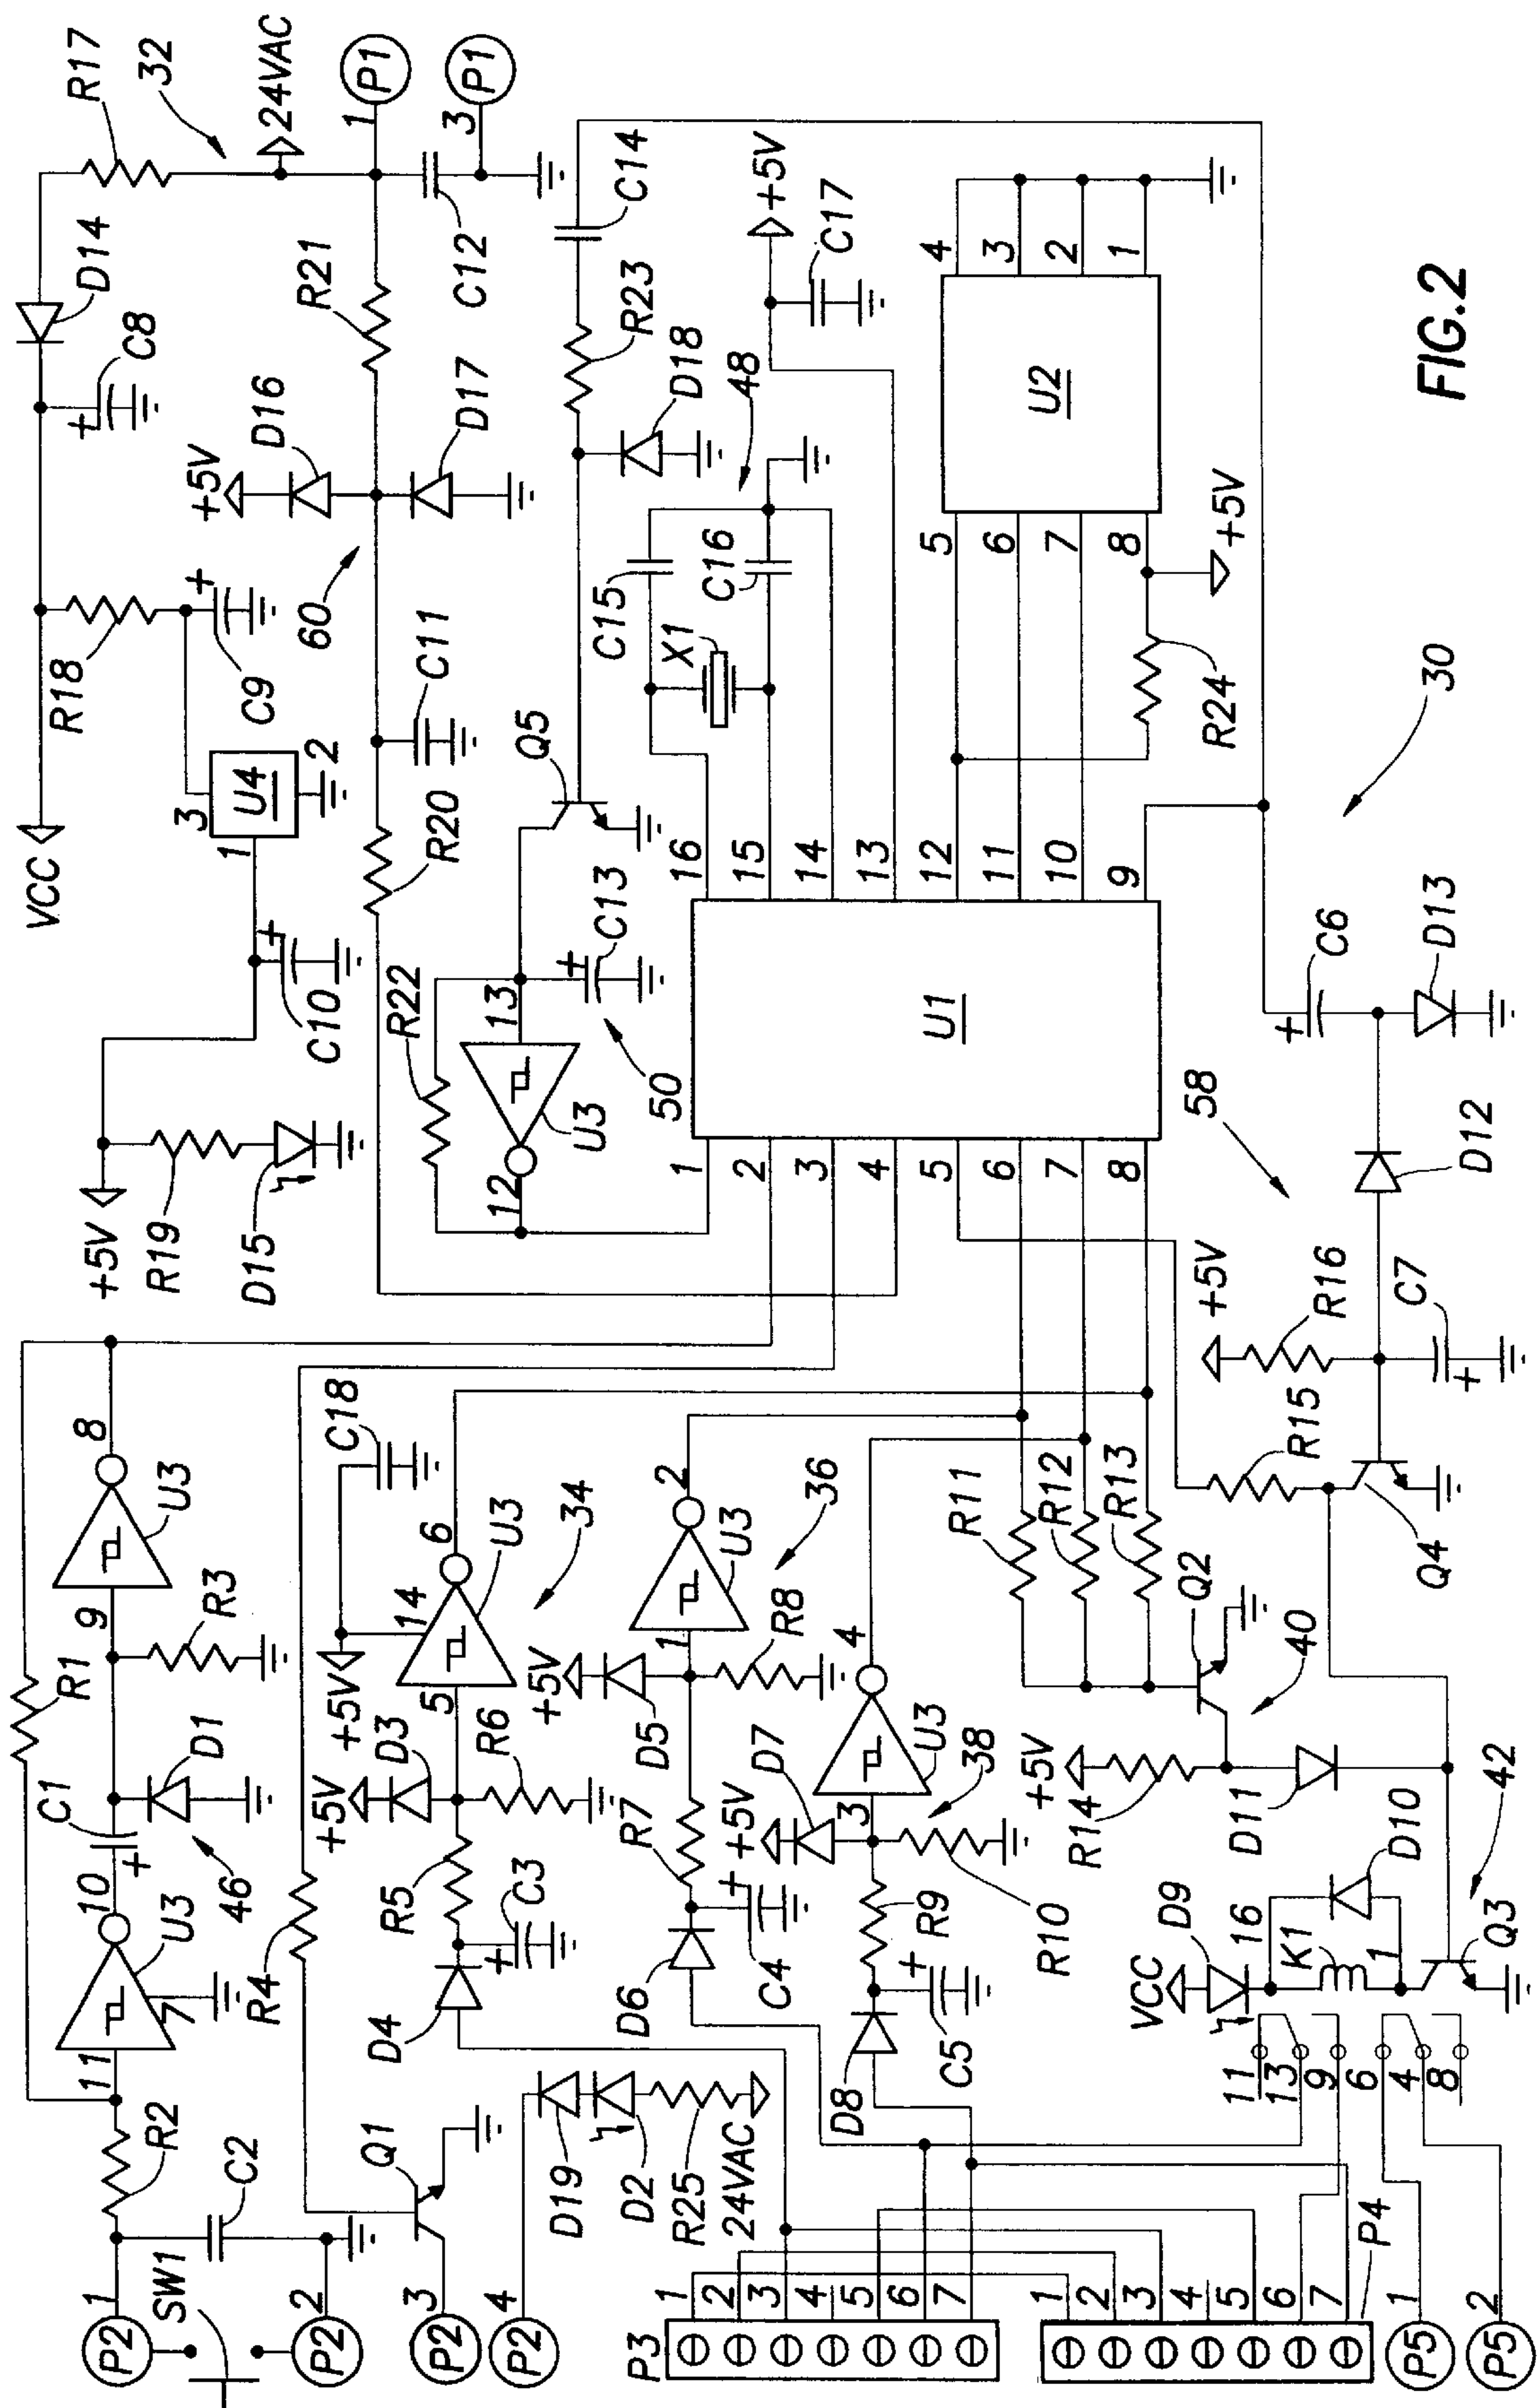 R17
32
24VAC
P1
1
P1
3
D14
C8
+
R21
C12
C14
+5V
C17
R23
D18
48
D16
+5V
D17
60
R18
C9
+
VCC
U4
3
1
2
C10
+
C11
R20
Q5
C15
C16
X1
U2
4
3
2
1
5
6
7
8
+5V
R24
30
FIG.2
R22
13
12
U3
C13
+
50
+5V
R19
D15
U1
16
15
14
13
12
11
10
9
1
2
3
4
5
6
7
8
C6
+
D13
58
D12
+5V
R16
C7
+
R15
Q4
R1
8
U3
9
R3
D1
C1
+
46
10
U3
11
7
R4
R2
C2
SW1
P2
1
P2
2
Q1
P2
3
P2
4
C18
14
+5V
6
U3
34
5
+5V
D3
R6
R5
C3
+
D4
2
U3
36
1
+5V
D5
R8
R7
C4
+
D6
4
U3
38
3
+5V
D7
R10
R9
C5
+
D8
R11
R12
R13
Q2
40
+5V
R14
D11
D10
42
VCC
D9
16
K1
1
Q3
11
13
9
6
4
8
D19
D2
R25
24VAC
P3
1
2
3
4
5
6
7
P4
1
2
3
4
5
6
7
P5
1
P5
2